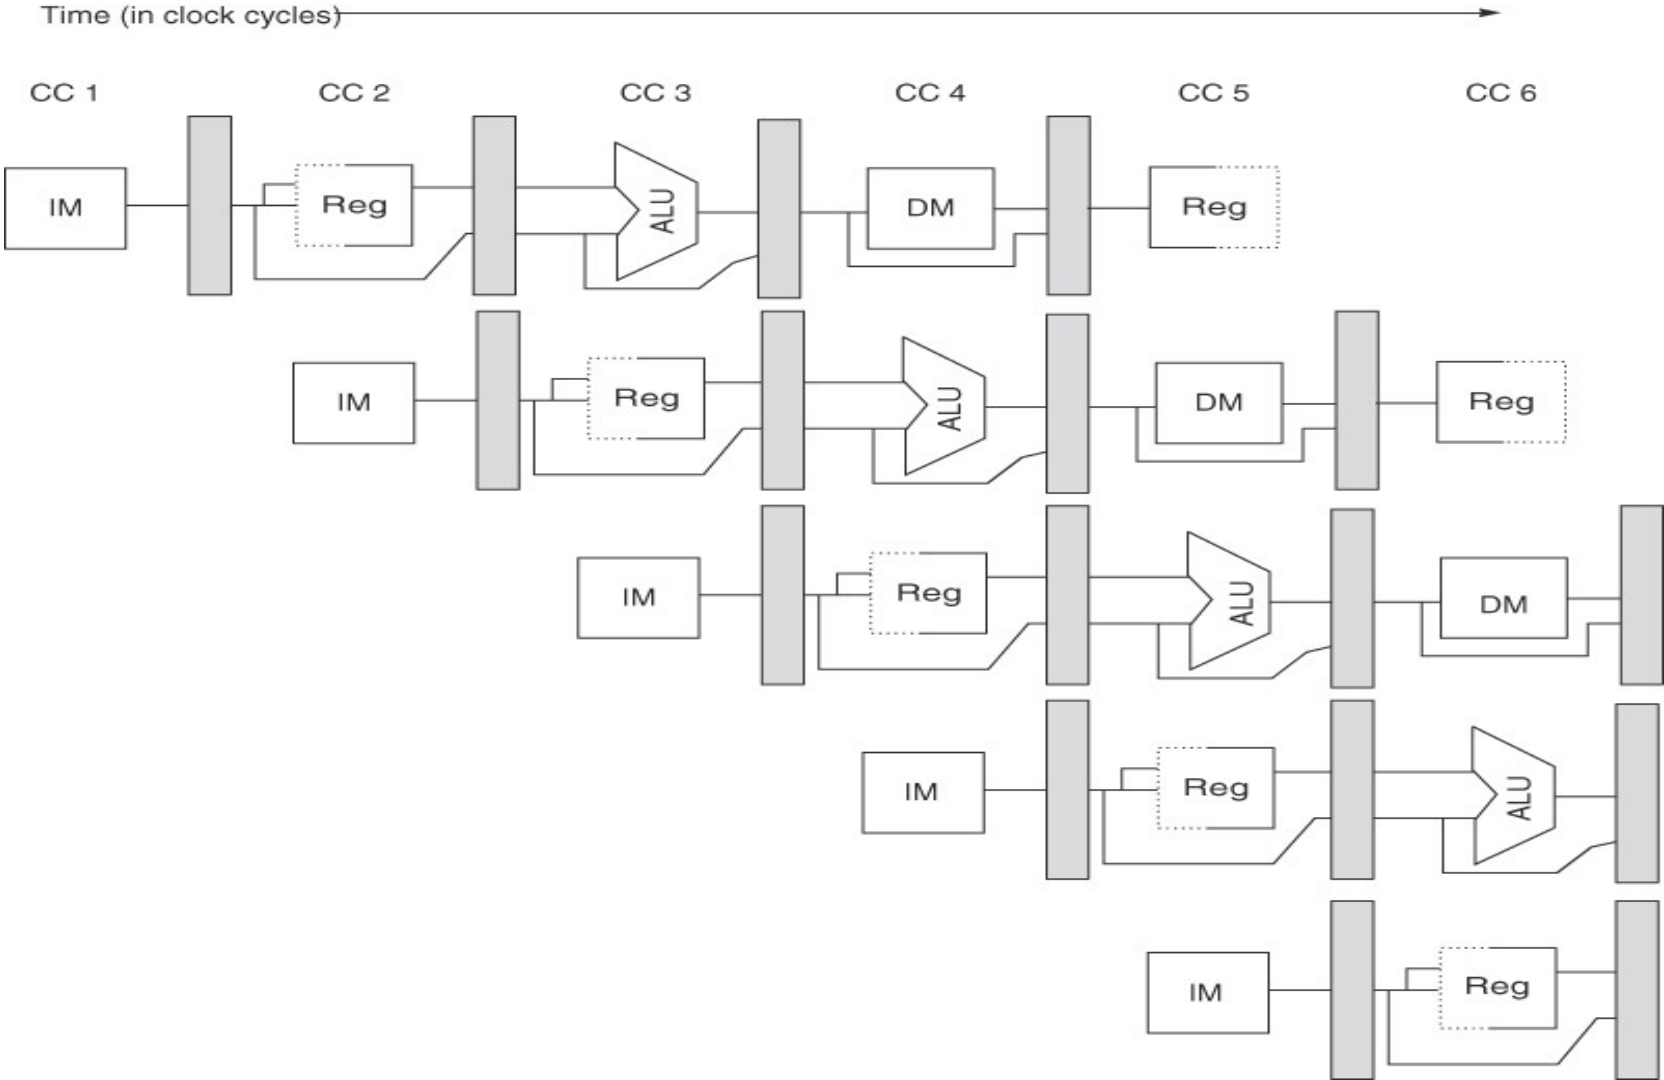 Time (in clock cycles)
CC 1 CC 2 CC 3 CC 4 CC 5 CC 6
IM Reg ALU DM Reg
IM Reg ALU DM Reg
IM Reg ALU DM
IM Reg ALU
IM Reg